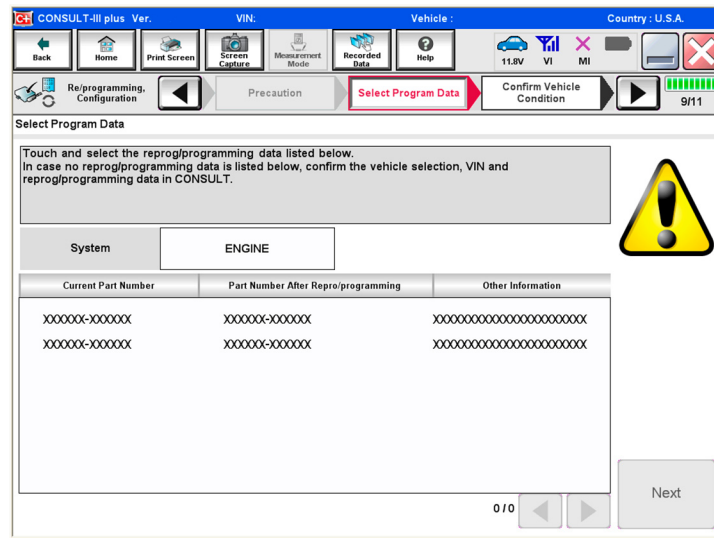 CONSULT-III plus Ver. VIN: Vehicle : Country : U.S.A.
Back
Home
Print Screen
Screen Capture
Measurement Mode
Recorded Data
Help
11.8V VI MI
Re/programming, Configuration
Precaution
Select Program Data
Confirm Vehicle Condition
9/11
Select Program Data
Touch and select the reprog/programming data listed below.
In case no reprog/programming data is listed below, confirm the vehicle selection, VIN and
reprog/programming data in CONSULT.
System ENGINE
Current Part Number Part Number After Repro/programming Other Information
XXXXXX-XXXXXX XXXXXX-XXXXXX XXXXXXXXXXXXXXXXXXXXXXX
XXXXXX-XXXXXX XXXXXX-XXXXXX XXXXXXXXXXXXXXXXXXXXXXX
0/0
Next